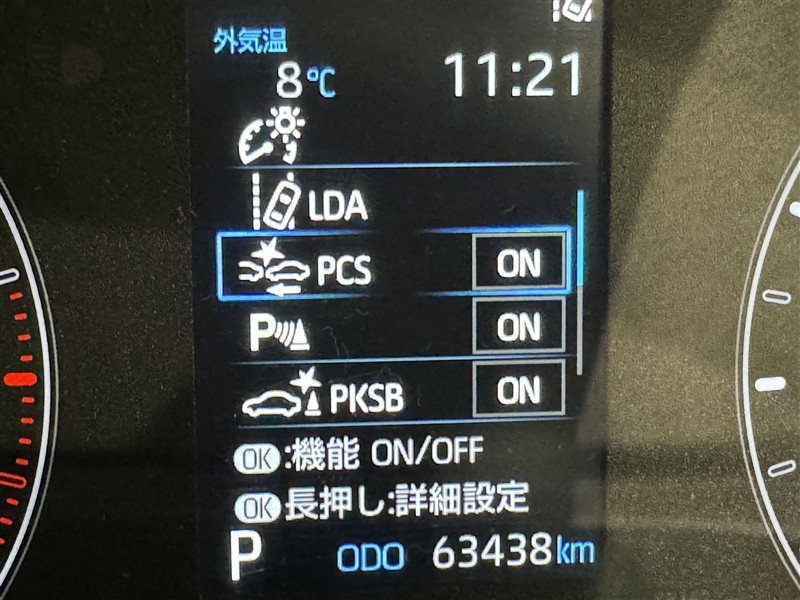 外気温
8℃ 11:21
LDA
PCS ON
P ON
PKSB ON
OK:機能 ON/OFF
OK長押し:詳細設定
P ODO 63438km